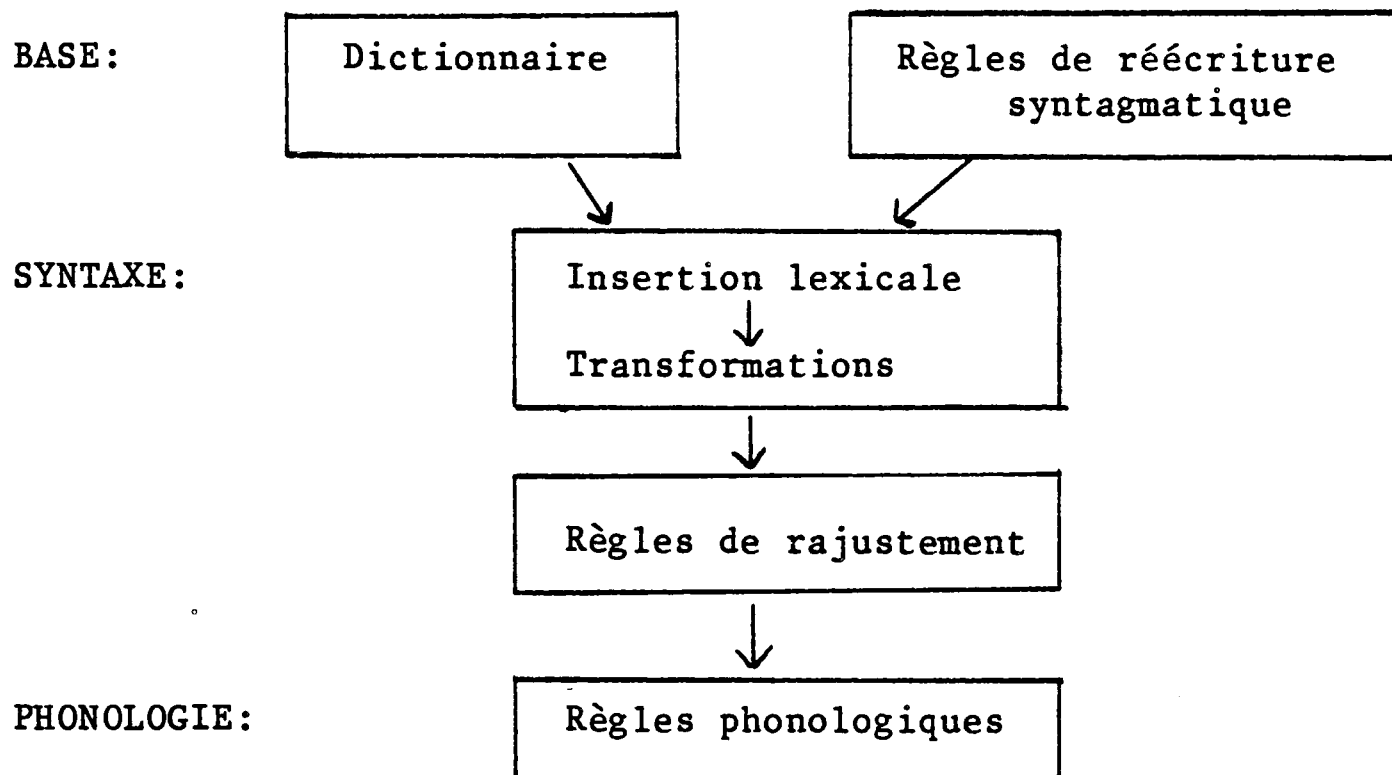 BASE:
Dictionnaire
Règles de réécriture
syntagmatique
SYNTAXE:
Insertion lexicale
Transformations
Règles de rajustement
PHONOLOGIE:
Règles phonologiques